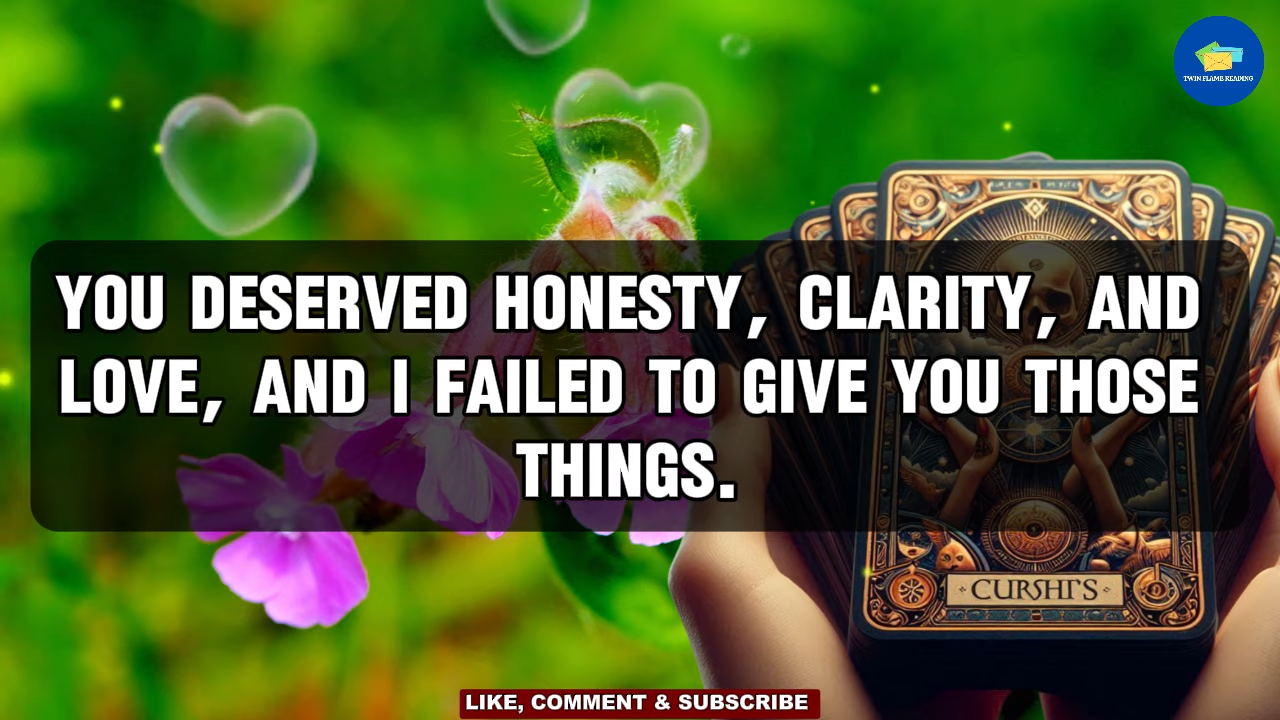 TWIN FLAME READING
YOU DESERVED HONESTY, CLARITY, AND
LOVE, AND I FAILED TO GIVE YOU THOSE
THINGS.
CURSHI'S
LIKE, COMMENT & SUBSCRIBE